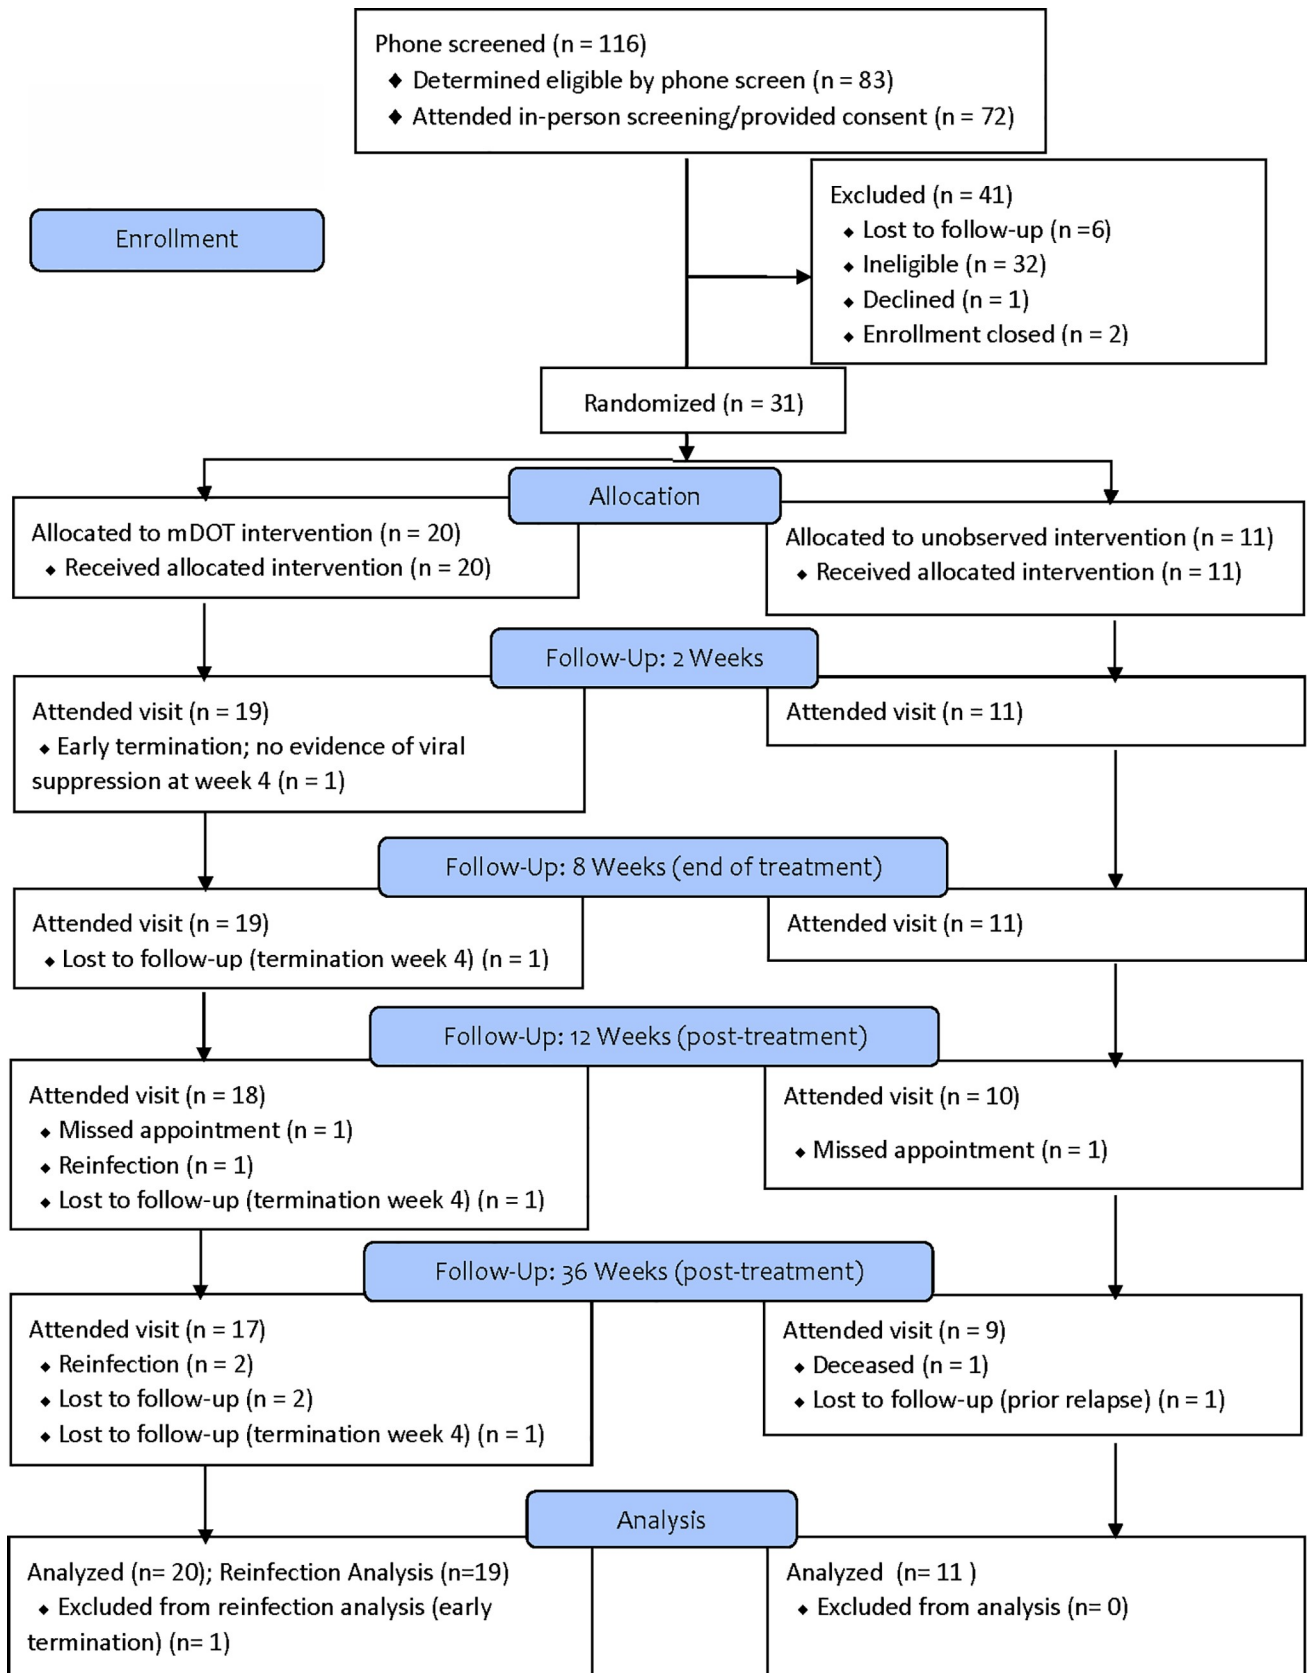 Phone screened (n = 116)
♦ Determined eligible by phone screen (n = 83)
♦ Attended in-person screening/provided consent (n = 72)
Excluded (n = 41)
♦ Lost to follow-up (n =6)
♦ Ineligible (n = 32)
♦ Declined (n = 1)
♦ Enrollment closed (n = 2)
Enrollment
Randomized (n = 31)
Allocation
Allocated to mDOT intervention (n = 20)
♦ Received allocated intervention (n = 20)
Allocated to unobserved intervention (n = 11)
♦ Received allocated intervention (n = 11)
Follow-Up: 2 Weeks
Attended visit (n = 19)
♦ Early termination; no evidence of viral
suppression at week 4 (n = 1)
Attended visit (n = 11)
Follow-Up: 8 Weeks (end of treatment)
Attended visit (n = 19)
♦ Lost to follow-up (termination week 4) (n = 1)
Attended visit (n = 11)
Follow-Up: 12 Weeks (post-treatment)
Attended visit (n = 18)
♦ Missed appointment (n = 1)
♦ Reinfection (n = 1)
♦ Lost to follow-up (termination week 4) (n = 1)
Attended visit (n = 10)
♦ Missed appointment (n = 1)
Follow-Up: 36 Weeks (post-treatment)
Attended visit (n = 17)
♦ Reinfection (n = 2)
♦ Lost to follow-up (n = 2)
♦ Lost to follow-up (termination week 4) (n = 1)
Attended visit (n = 9)
♦ Deceased (n = 1)
♦ Lost to follow-up (prior relapse) (n = 1)
Analysis
Analyzed (n= 20); Reinfection Analysis (n=19)
♦ Excluded from reinfection analysis (early
termination) (n= 1)
Analyzed (n= 11 )
♦ Excluded from analysis (n= 0)